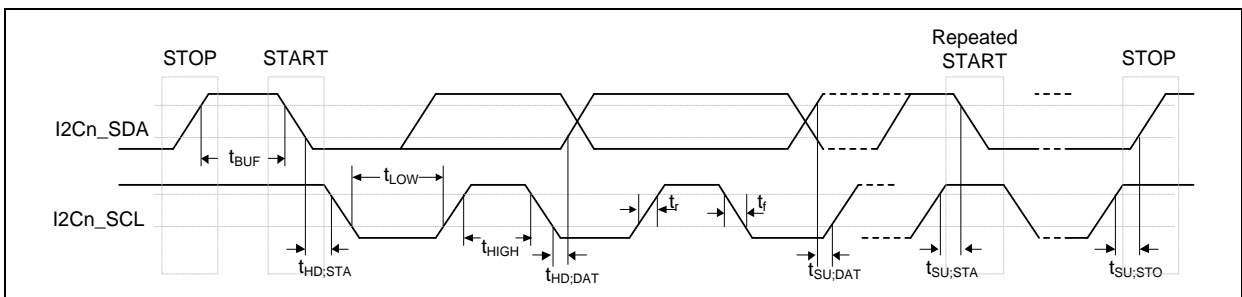 Repeated
STOP START START STOP
I2Cn_SDA
tBUF
tLOW
I2Cn_SCL
tr tf
tHIGH
tHD;STA tHD;DAT tSU;DAT tSU;STA tSU;STO